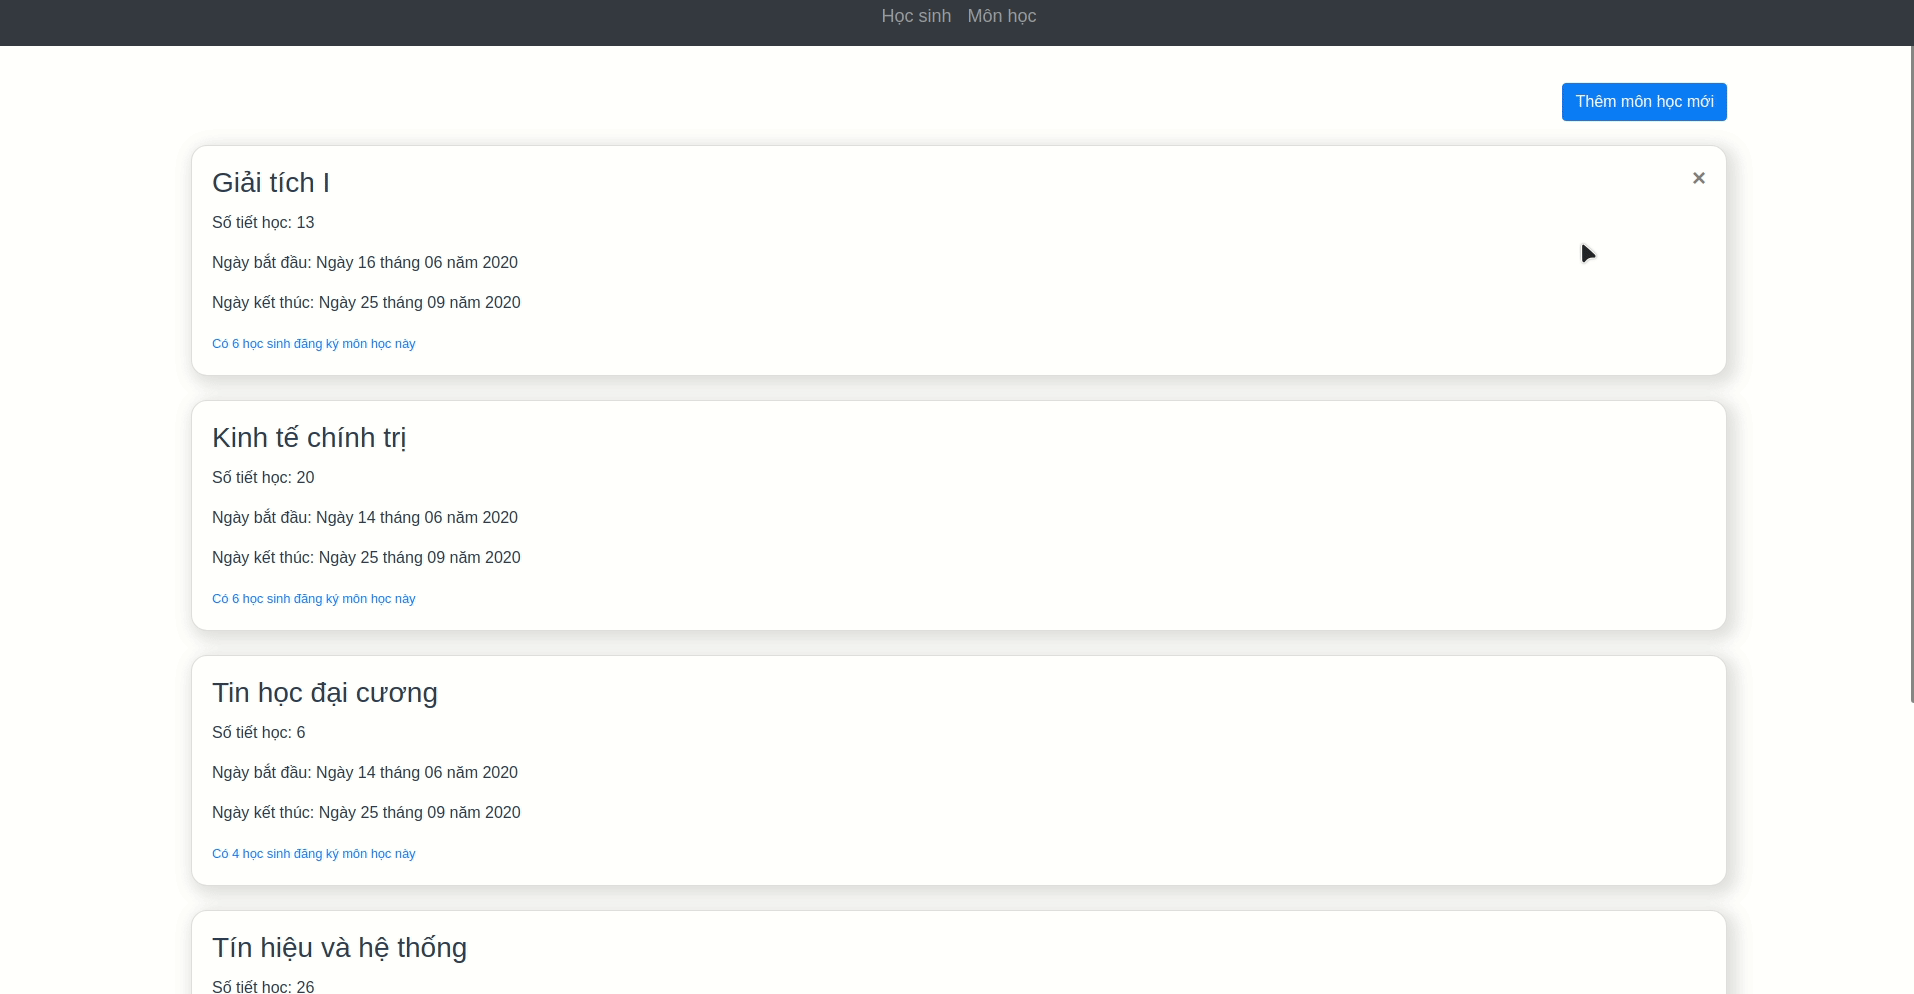 Học sinh Môn học
Thêm môn học mới
Giải tích I
×
Số tiết học: 13
Ngày bắt đầu: Ngày 16 tháng 06 năm 2020
Ngày kết thúc: Ngày 25 tháng 09 năm 2020
Có 6 học sinh đăng ký môn học này
Kinh tế chính trị
Số tiết học: 20
Ngày bắt đầu: Ngày 14 tháng 06 năm 2020
Ngày kết thúc: Ngày 25 tháng 09 năm 2020
Có 6 học sinh đăng ký môn học này
Tin học đại cương
Số tiết học: 6
Ngày bắt đầu: Ngày 14 tháng 06 năm 2020
Ngày kết thúc: Ngày 25 tháng 09 năm 2020
Có 4 học sinh đăng ký môn học này
Tín hiệu và hệ thống
Số tiết học: 26